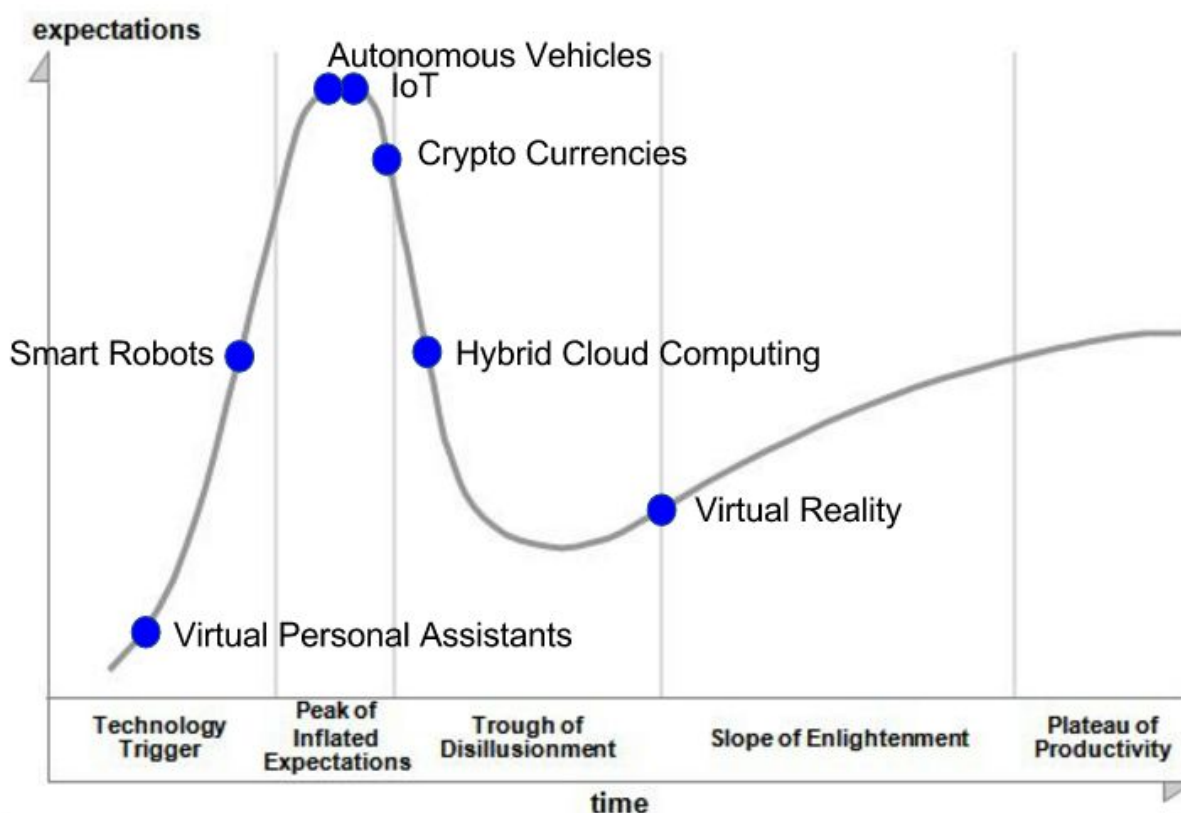 expectations
Autonomous Vehicles
IoT
Crypto Currencies
Smart Robots
Hybrid Cloud Computing
Virtual Reality
Virtual Personal Assistants
Technology
Trigger
Peak of
Inflated
Expectations
Trough of
Disillusionment
Slope of Enlightenment
Plateau of
Productivity
time